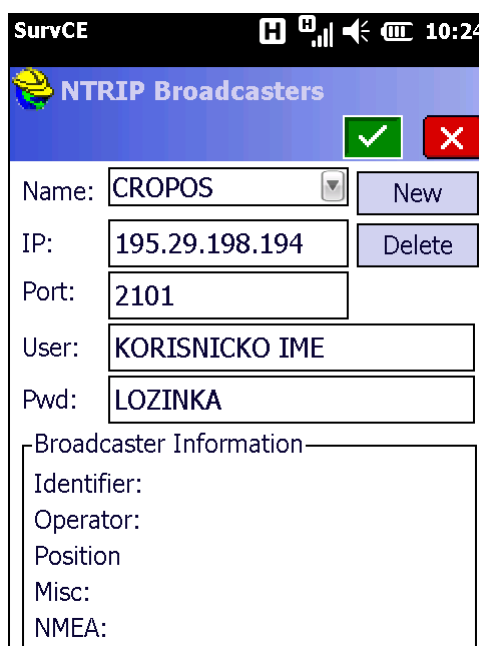 SurvCE H H 10:24
NTRIP Broadcasters
Name: CROPOS New
IP: 195.29.198.194 Delete
Port: 2101
User: KORISNICKO IME
Pwd: LOZINKA
Broadcaster Information
Identifier:
Operator:
Position
Misc:
NMEA: